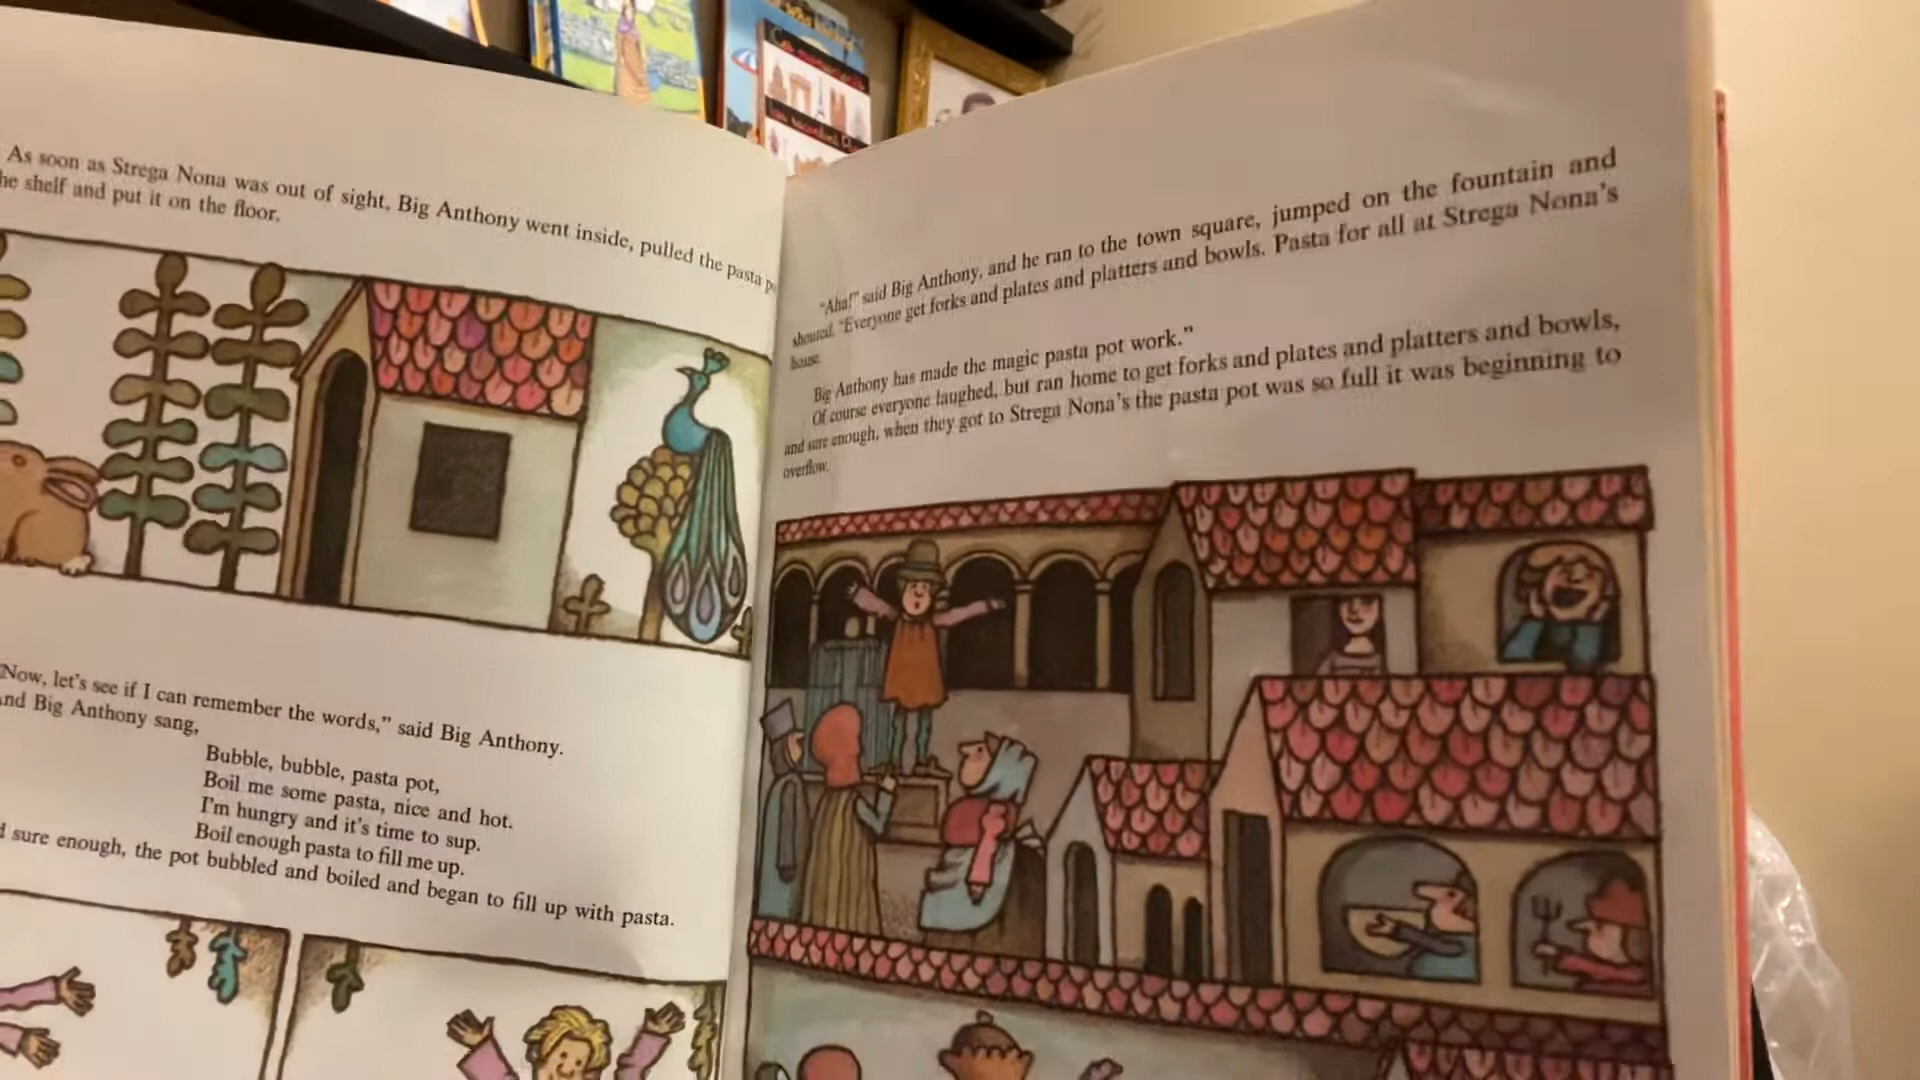 As soon as Strega Nona was out of sight, Big Anthony went inside, pulled the pasta
he shelf and put it on the floor.
Now, let's see if I can remember the words," said Big Anthony.
nd Big Anthony sang,
Bubble, bubble, pasta pot,
Boil me some pasta, nice and hot.
I'm hungry and it's time to sup.
Boil enough pasta to fill me up.
sure enough, the pot bubbled and boiled and began to fill up with pasta.
"Aha!" said Big Anthony, and he ran to the town square, jumped on the fountain and
shouted. "Everyone get forks and plates and platters and bowls. Pasta for all at Strega Nona's
house.
Big Anthony has made the magic pasta pot work."
Of course everyone laughed, but ran home to get forks and plates and platters and bowls,
and sure enough, when they got to Strega Nona's the pasta pot was so full it was beginning to
overflow.